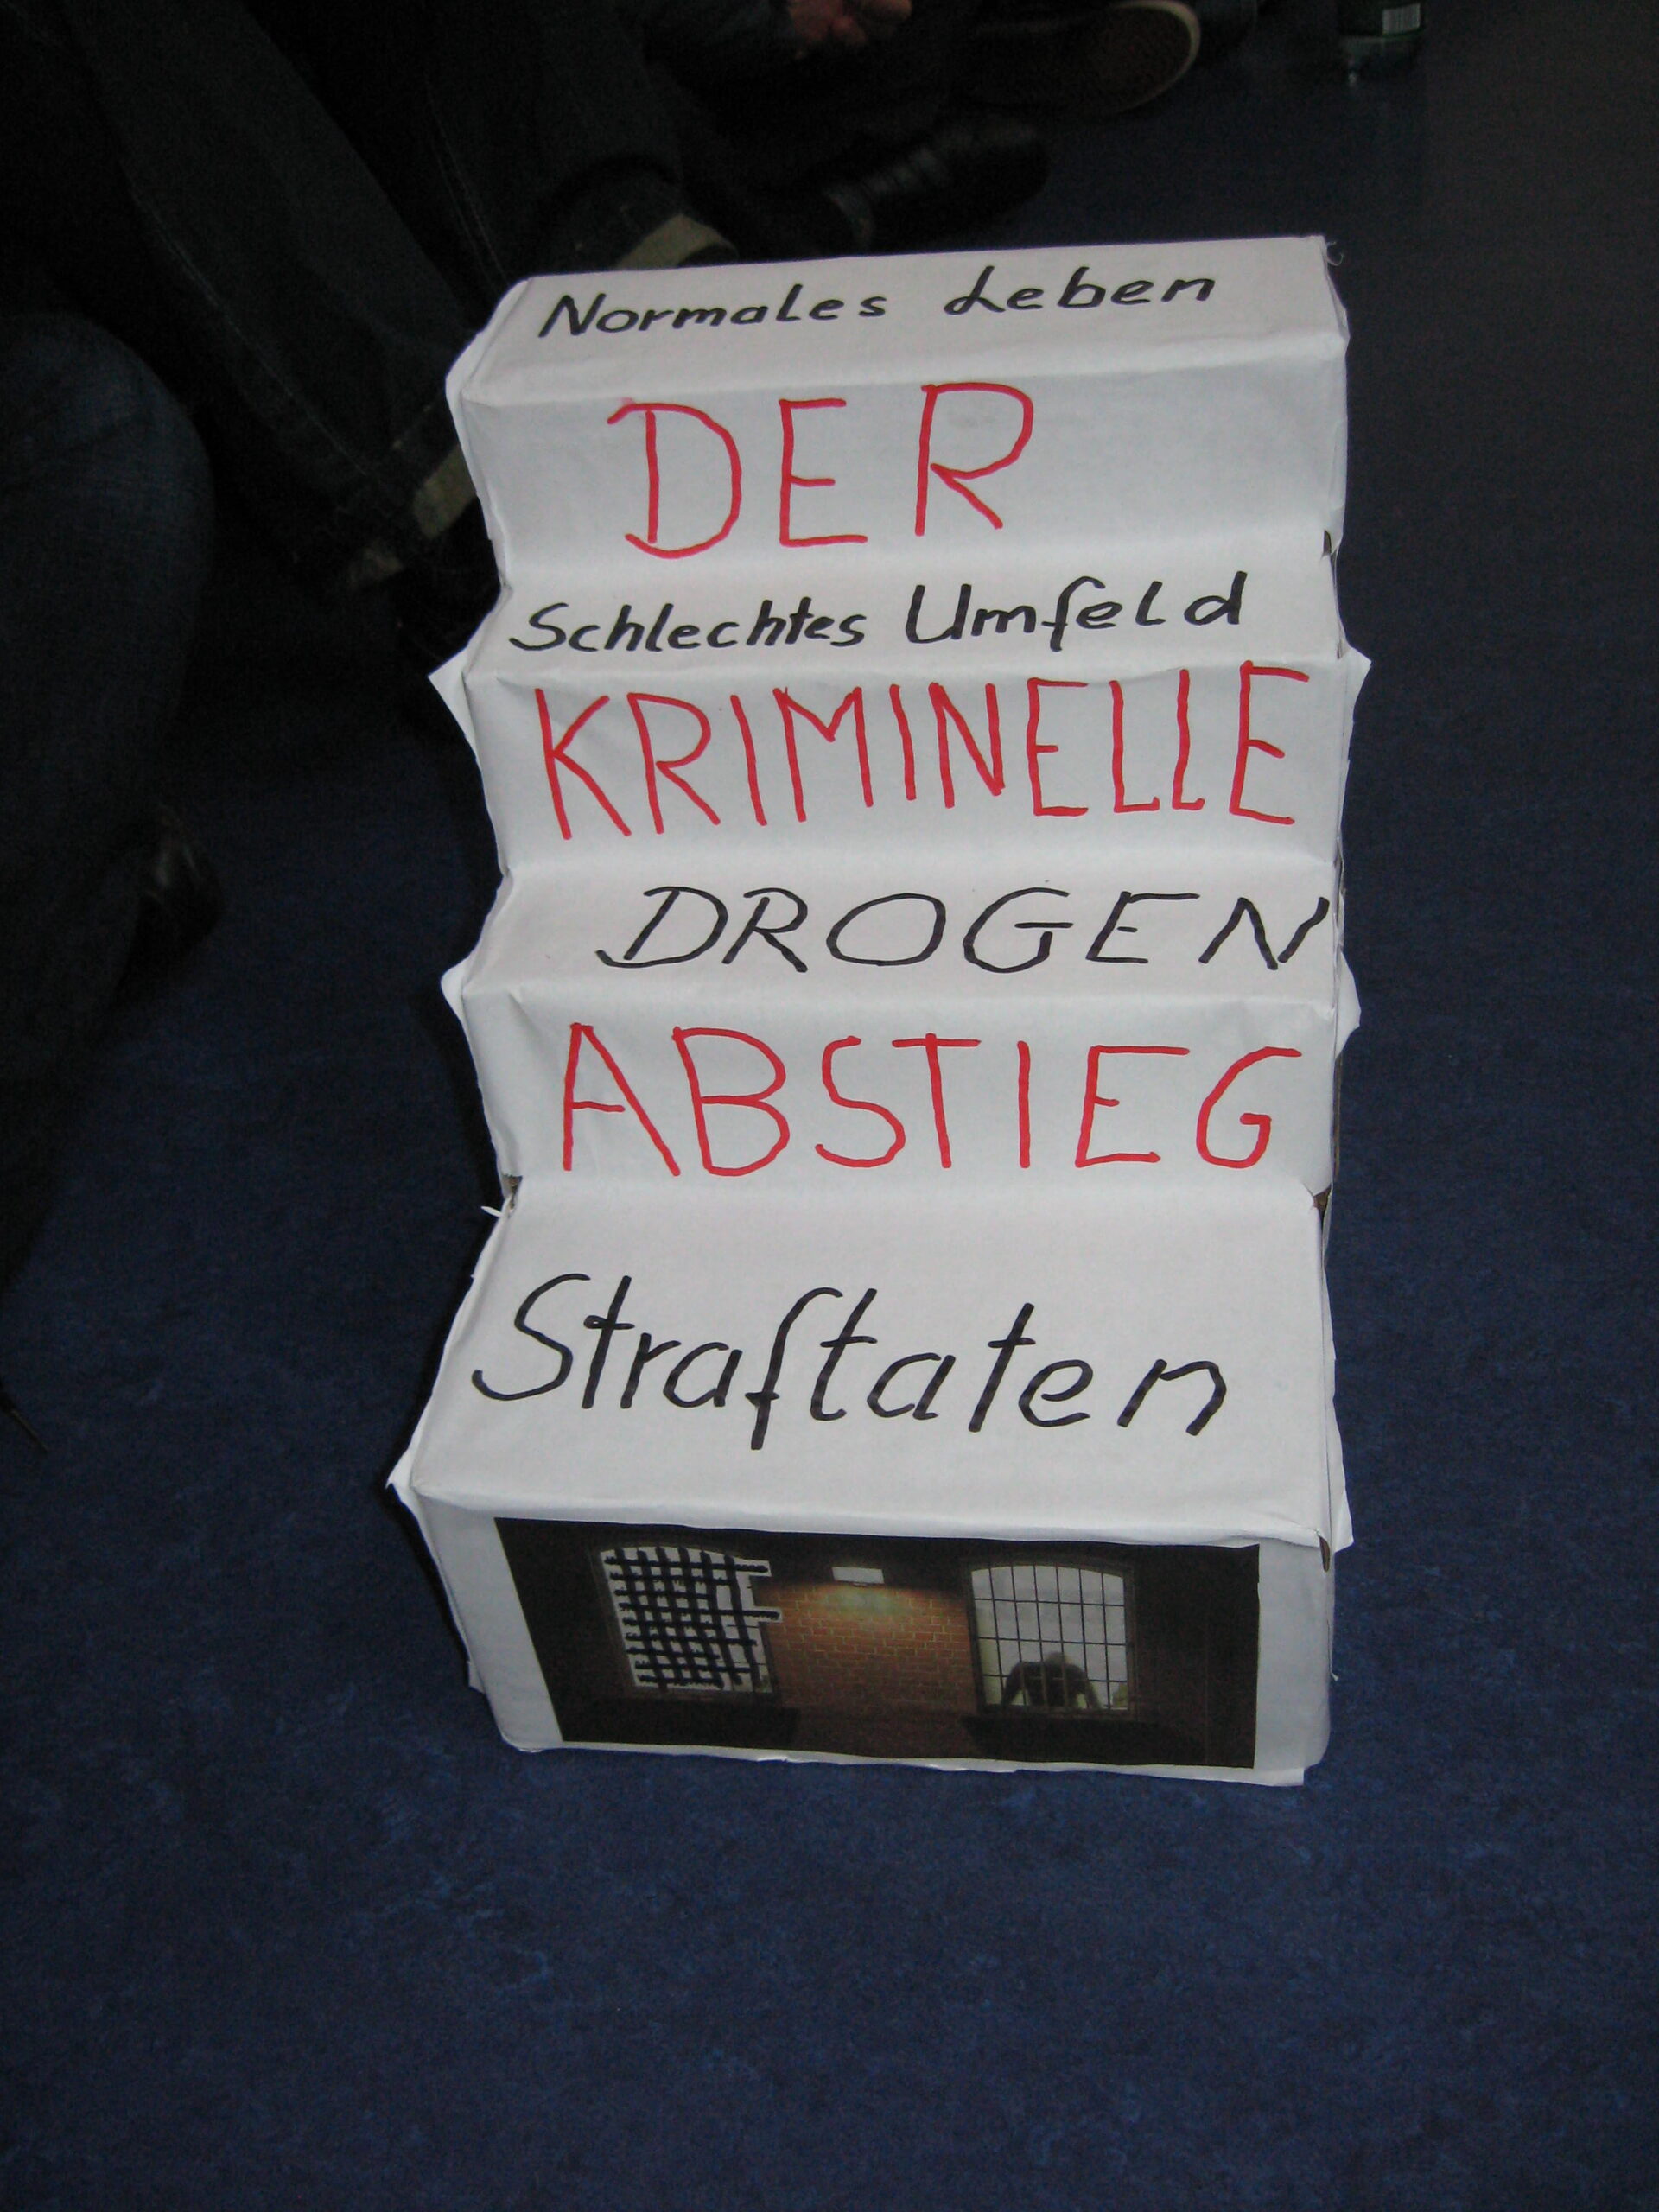 Normales Leben
DER
Schlechtes Umfeld
KRIMINELLE
DROGEN
ABSTIEG
Straftaten